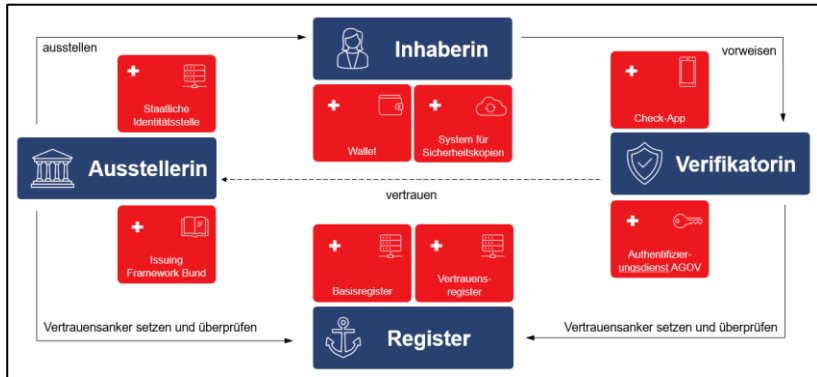 ausstellen
Inhaberin
vorweisen
Staatliche
Identitätsstelle
Wallet
System für
Sicherheitskopien
Check-App
Ausstellerin
Verifikatorin
vertrauen
Issuing
Framework Bund
Basisregister
Vertrauens-
register
Authentifizier-
ungsdienst AGOV
Vertrauensanker setzen und überprüfen
Register
Vertrauensanker setzen und überprüfen